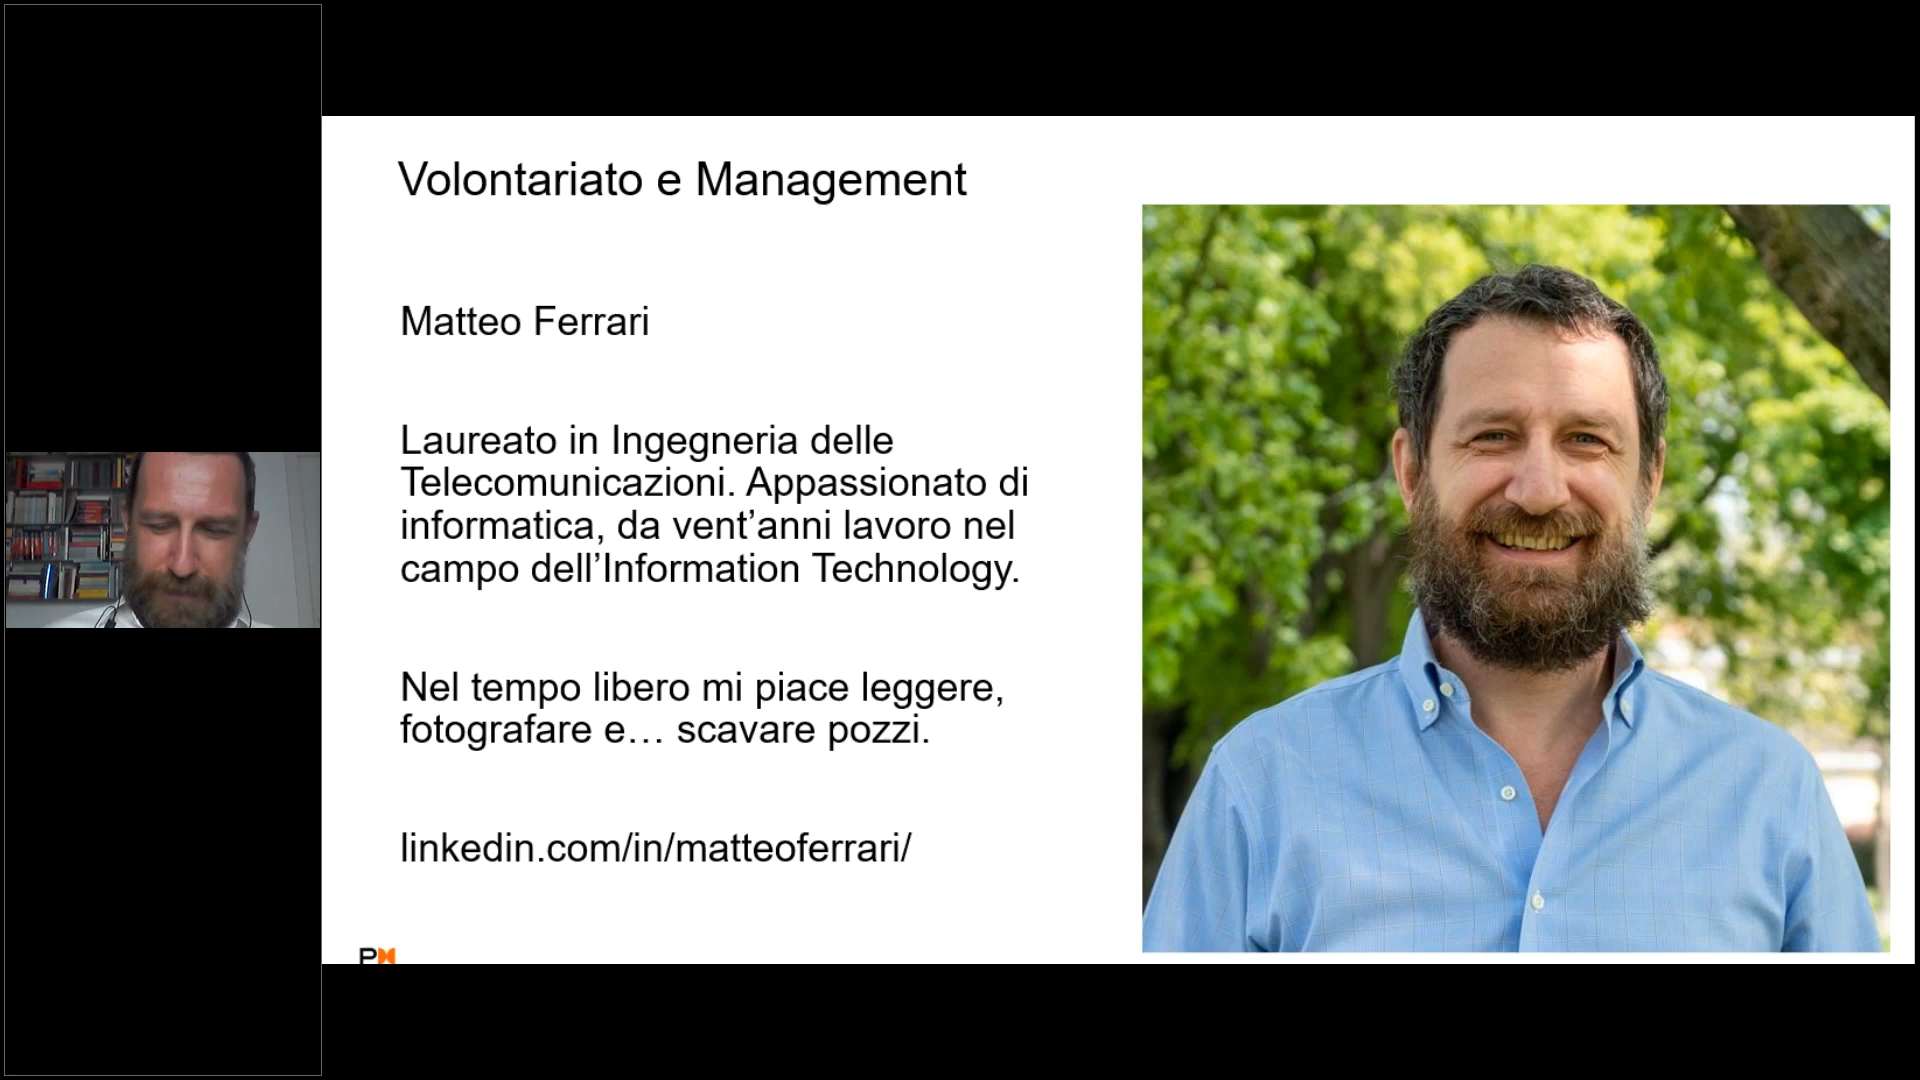 Volontariato e Management
Matteo Ferrari
Laureato in Ingegneria delle
Telecomunicazioni. Appassionato di
informatica, da vent’anni lavoro nel
campo dell’Information Technology.
Nel tempo libero mi piace leggere,
fotografare e… scavare pozzi.
linkedin.com/in/matteoferrari/